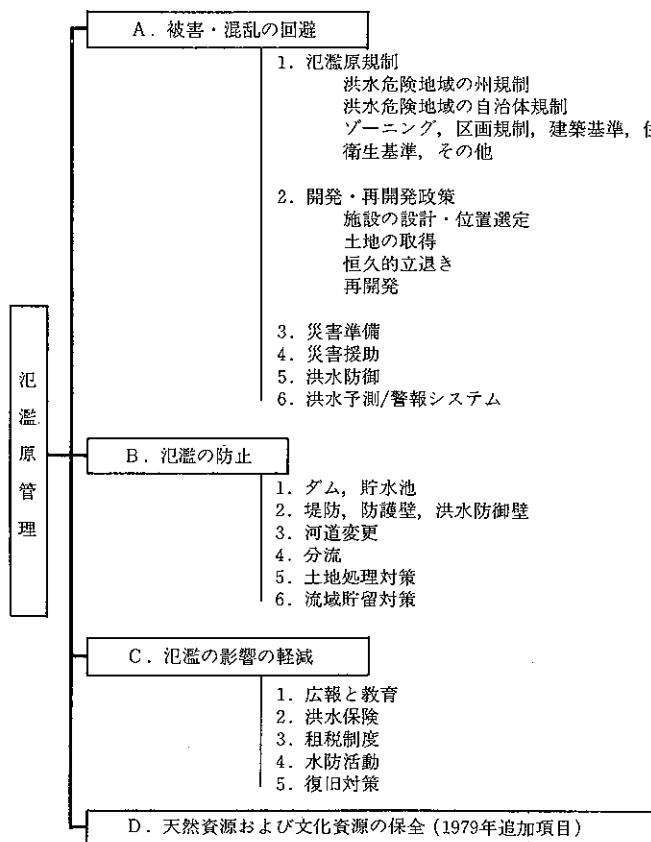 A. 被害・混乱の回避
1. 氾濫原規制
洪水危険地域の州規制
洪水危険地域の自治体規制
ゾーニング，区画規制，建築基準，
衛生基準，その他
2. 開発・再開発政策
施設の設計・位置選定
土地の取得
恒久的立退き
再開発
3. 災害準備
4. 災害援助
5. 洪水防御
6. 洪水予測/警報システム
氾濫原管理
B. 氾濫の防止
1. ダム，貯水池
2. 堤防，防護壁，洪水防御壁
3. 河道変更
4. 分流
5. 土地処理対策
6. 流域貯留対策
C. 氾濫の影響の軽減
1. 広報と教育
2. 洪水保険
3. 租税制度
4. 水防活動
5. 復旧対策
D. 天然資源および文化資源の保全 (1979年追加項目)